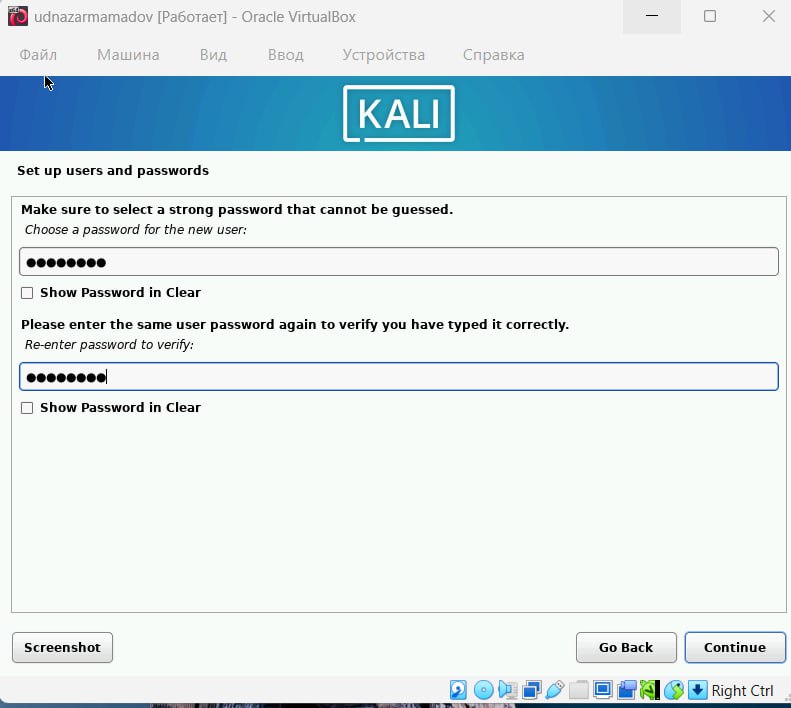 udnazarmamadov [Работает] - Oracle VirtualBox
Файл Машина Вид Ввод Устройства Справка
KALI
Set up users and passwords
Make sure to select a strong password that cannot be guessed.
Choose a password for the new user:
●●●●●●●●
Show Password in Clear
Please enter the same user password again to verify you have typed it correctly.
Re-enter password to verify:
●●●●●●●●
Show Password in Clear
Screenshot Go Back Continue
Right Ctrl